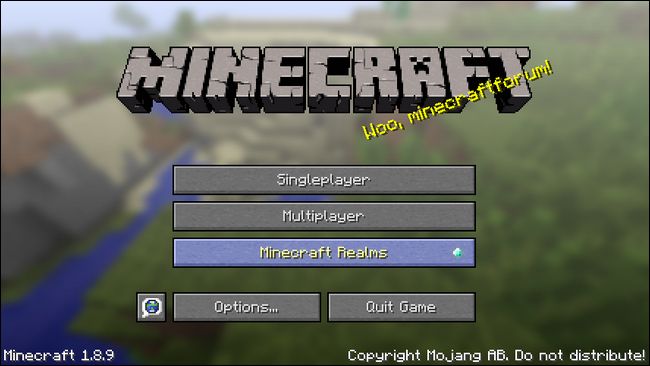 MINECRAFT
Woo, minecraftforum!
Singleplayer
Multiplayer
Minecraft Realms
Options...
Quit Game
Minecraft 1.8.9
Copyright Mojang AB. Do not distribute!